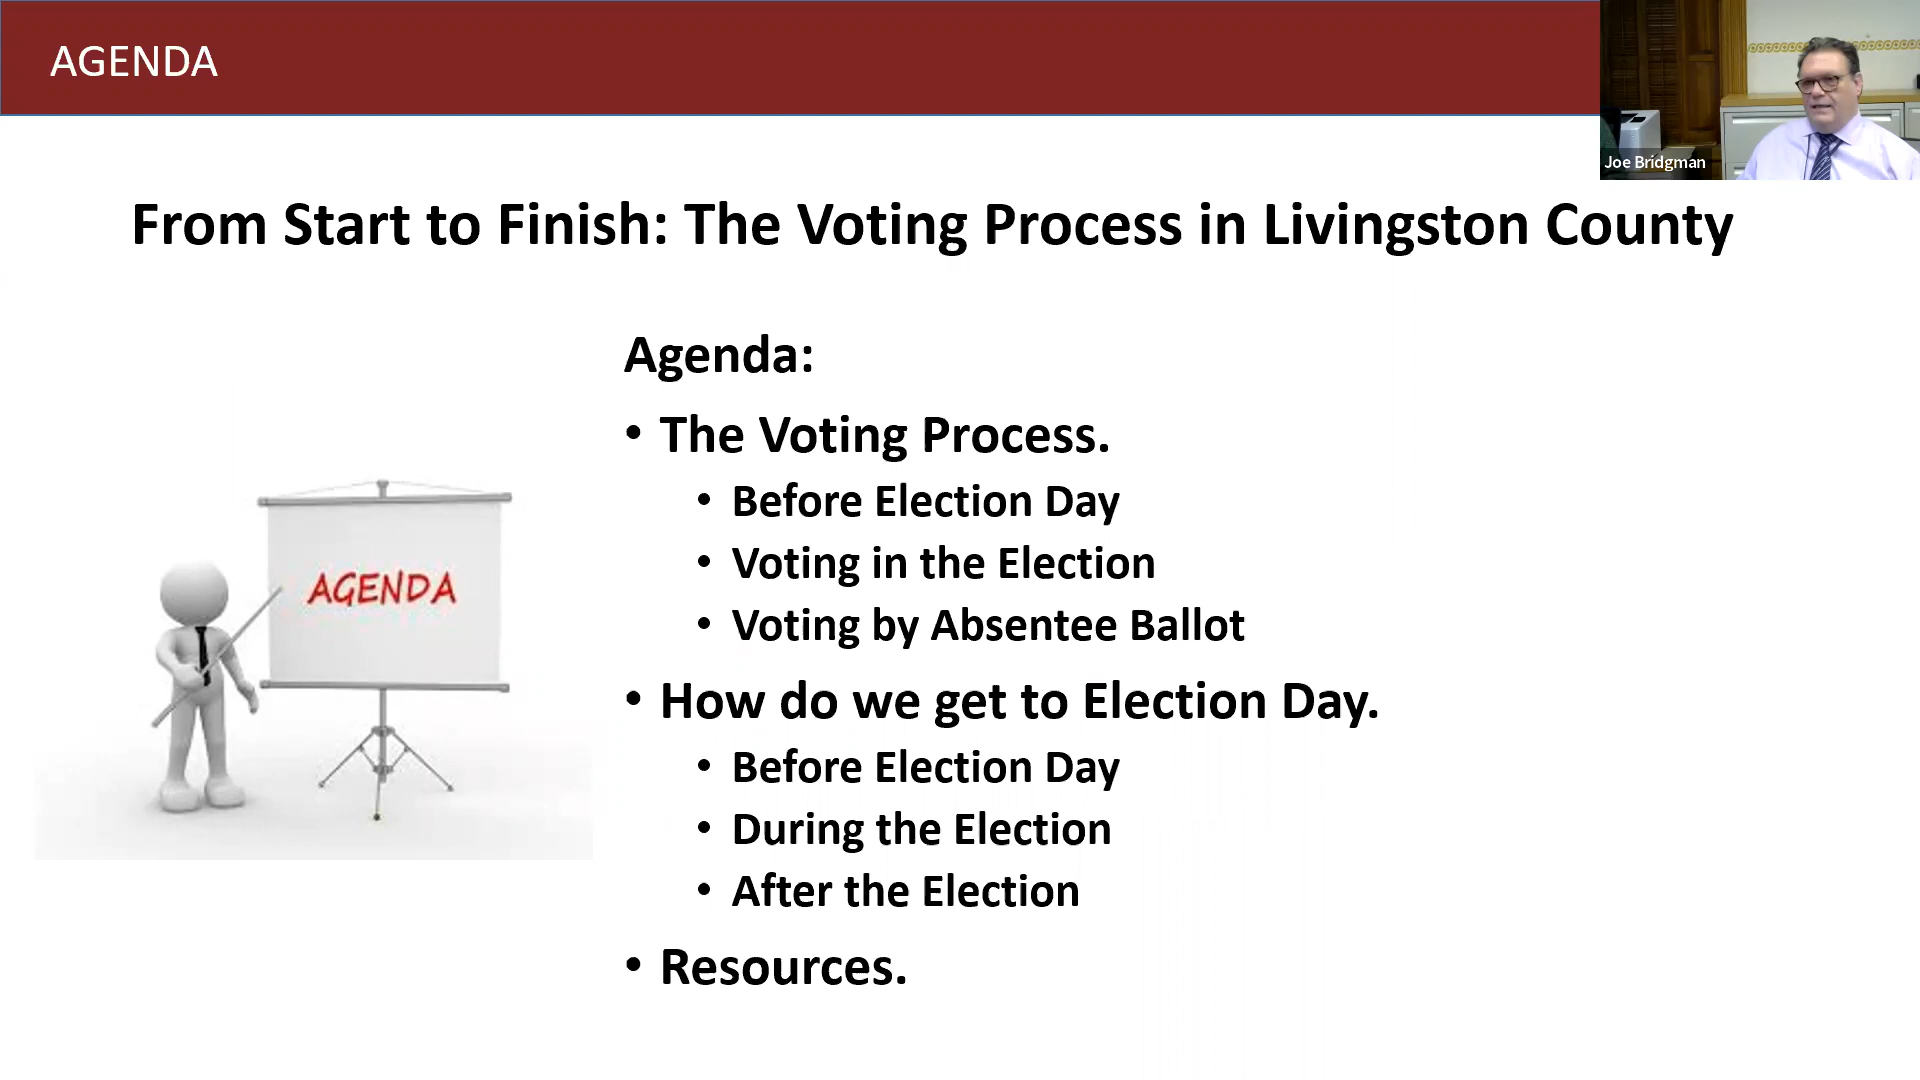 AGENDA
Joe Bridgman
From Start to Finish: The Voting Process in Livingston County
Agenda:
• The Voting Process.
• Before Election Day
• Voting in the Election
• Voting by Absentee Ballot
• How do we get to Election Day.
• Before Election Day
• During the Election
• After the Election
• Resources.
AGENDA